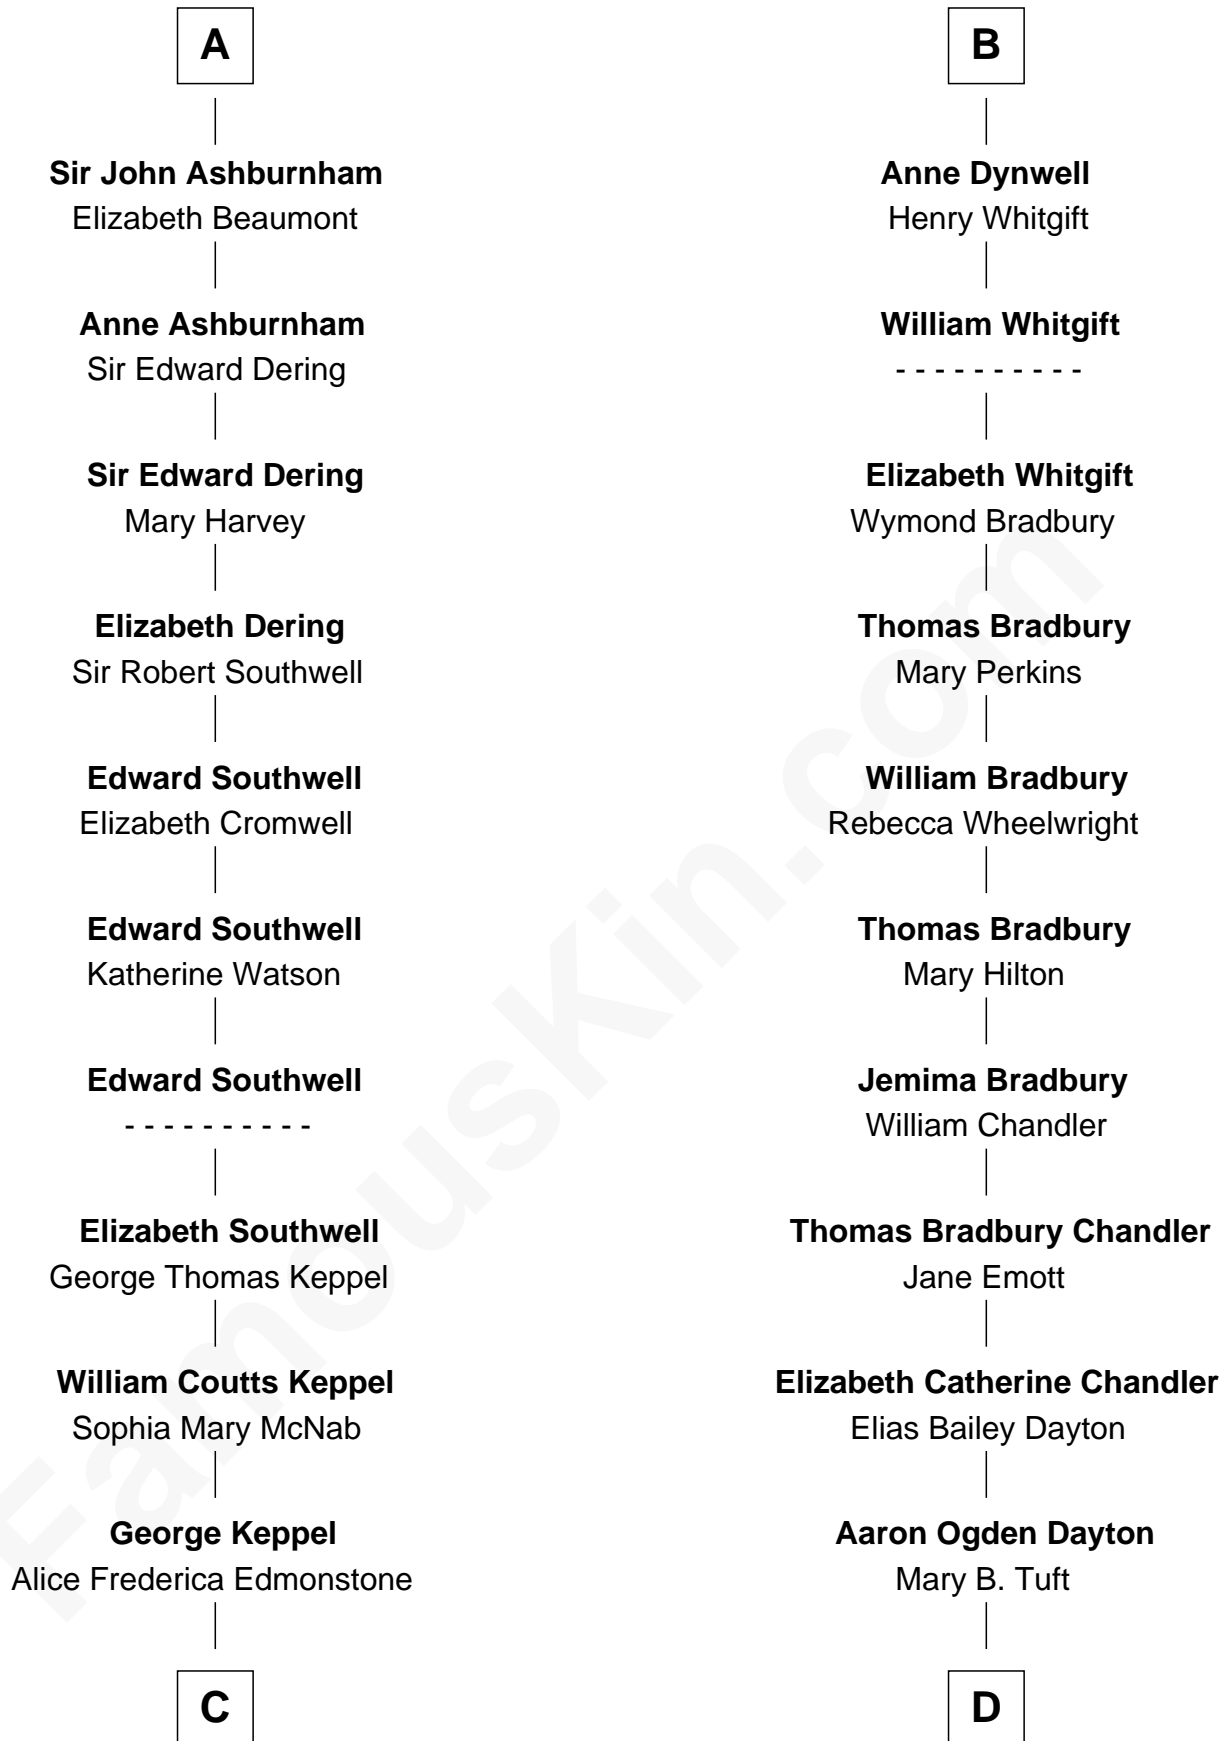 A
Sir John Ashburnham
Elizabeth Beaumont
Anne Ashburnham
Sir Edward Dering
Sir Edward Dering
Mary Harvey
Elizabeth Dering
Sir Robert Southwell
Edward Southwell
Elizabeth Cromwell
Edward Southwell
Katherine Watson
Edward Southwell
- - - - - - - - - -
Elizabeth Southwell
George Thomas Keppel
William Coutts Keppel
Sophia Mary McNab
George Keppel
Alice Frederica Edmonstone
C
B
Anne Dynwell
Henry Whitgift
William Whitgift
- - - - - - - - - -
Elizabeth Whitgift
Wymond Bradbury
Thomas Bradbury
Mary Perkins
William Bradbury
Rebecca Wheelwright
Thomas Bradbury
Mary Hilton
Jemima Bradbury
William Chandler
Thomas Bradbury Chandler
Jane Emott
Elizabeth Catherine Chandler
Elias Bailey Dayton
Aaron Ogden Dayton
Mary B. Tuft
D
FamousKin.com